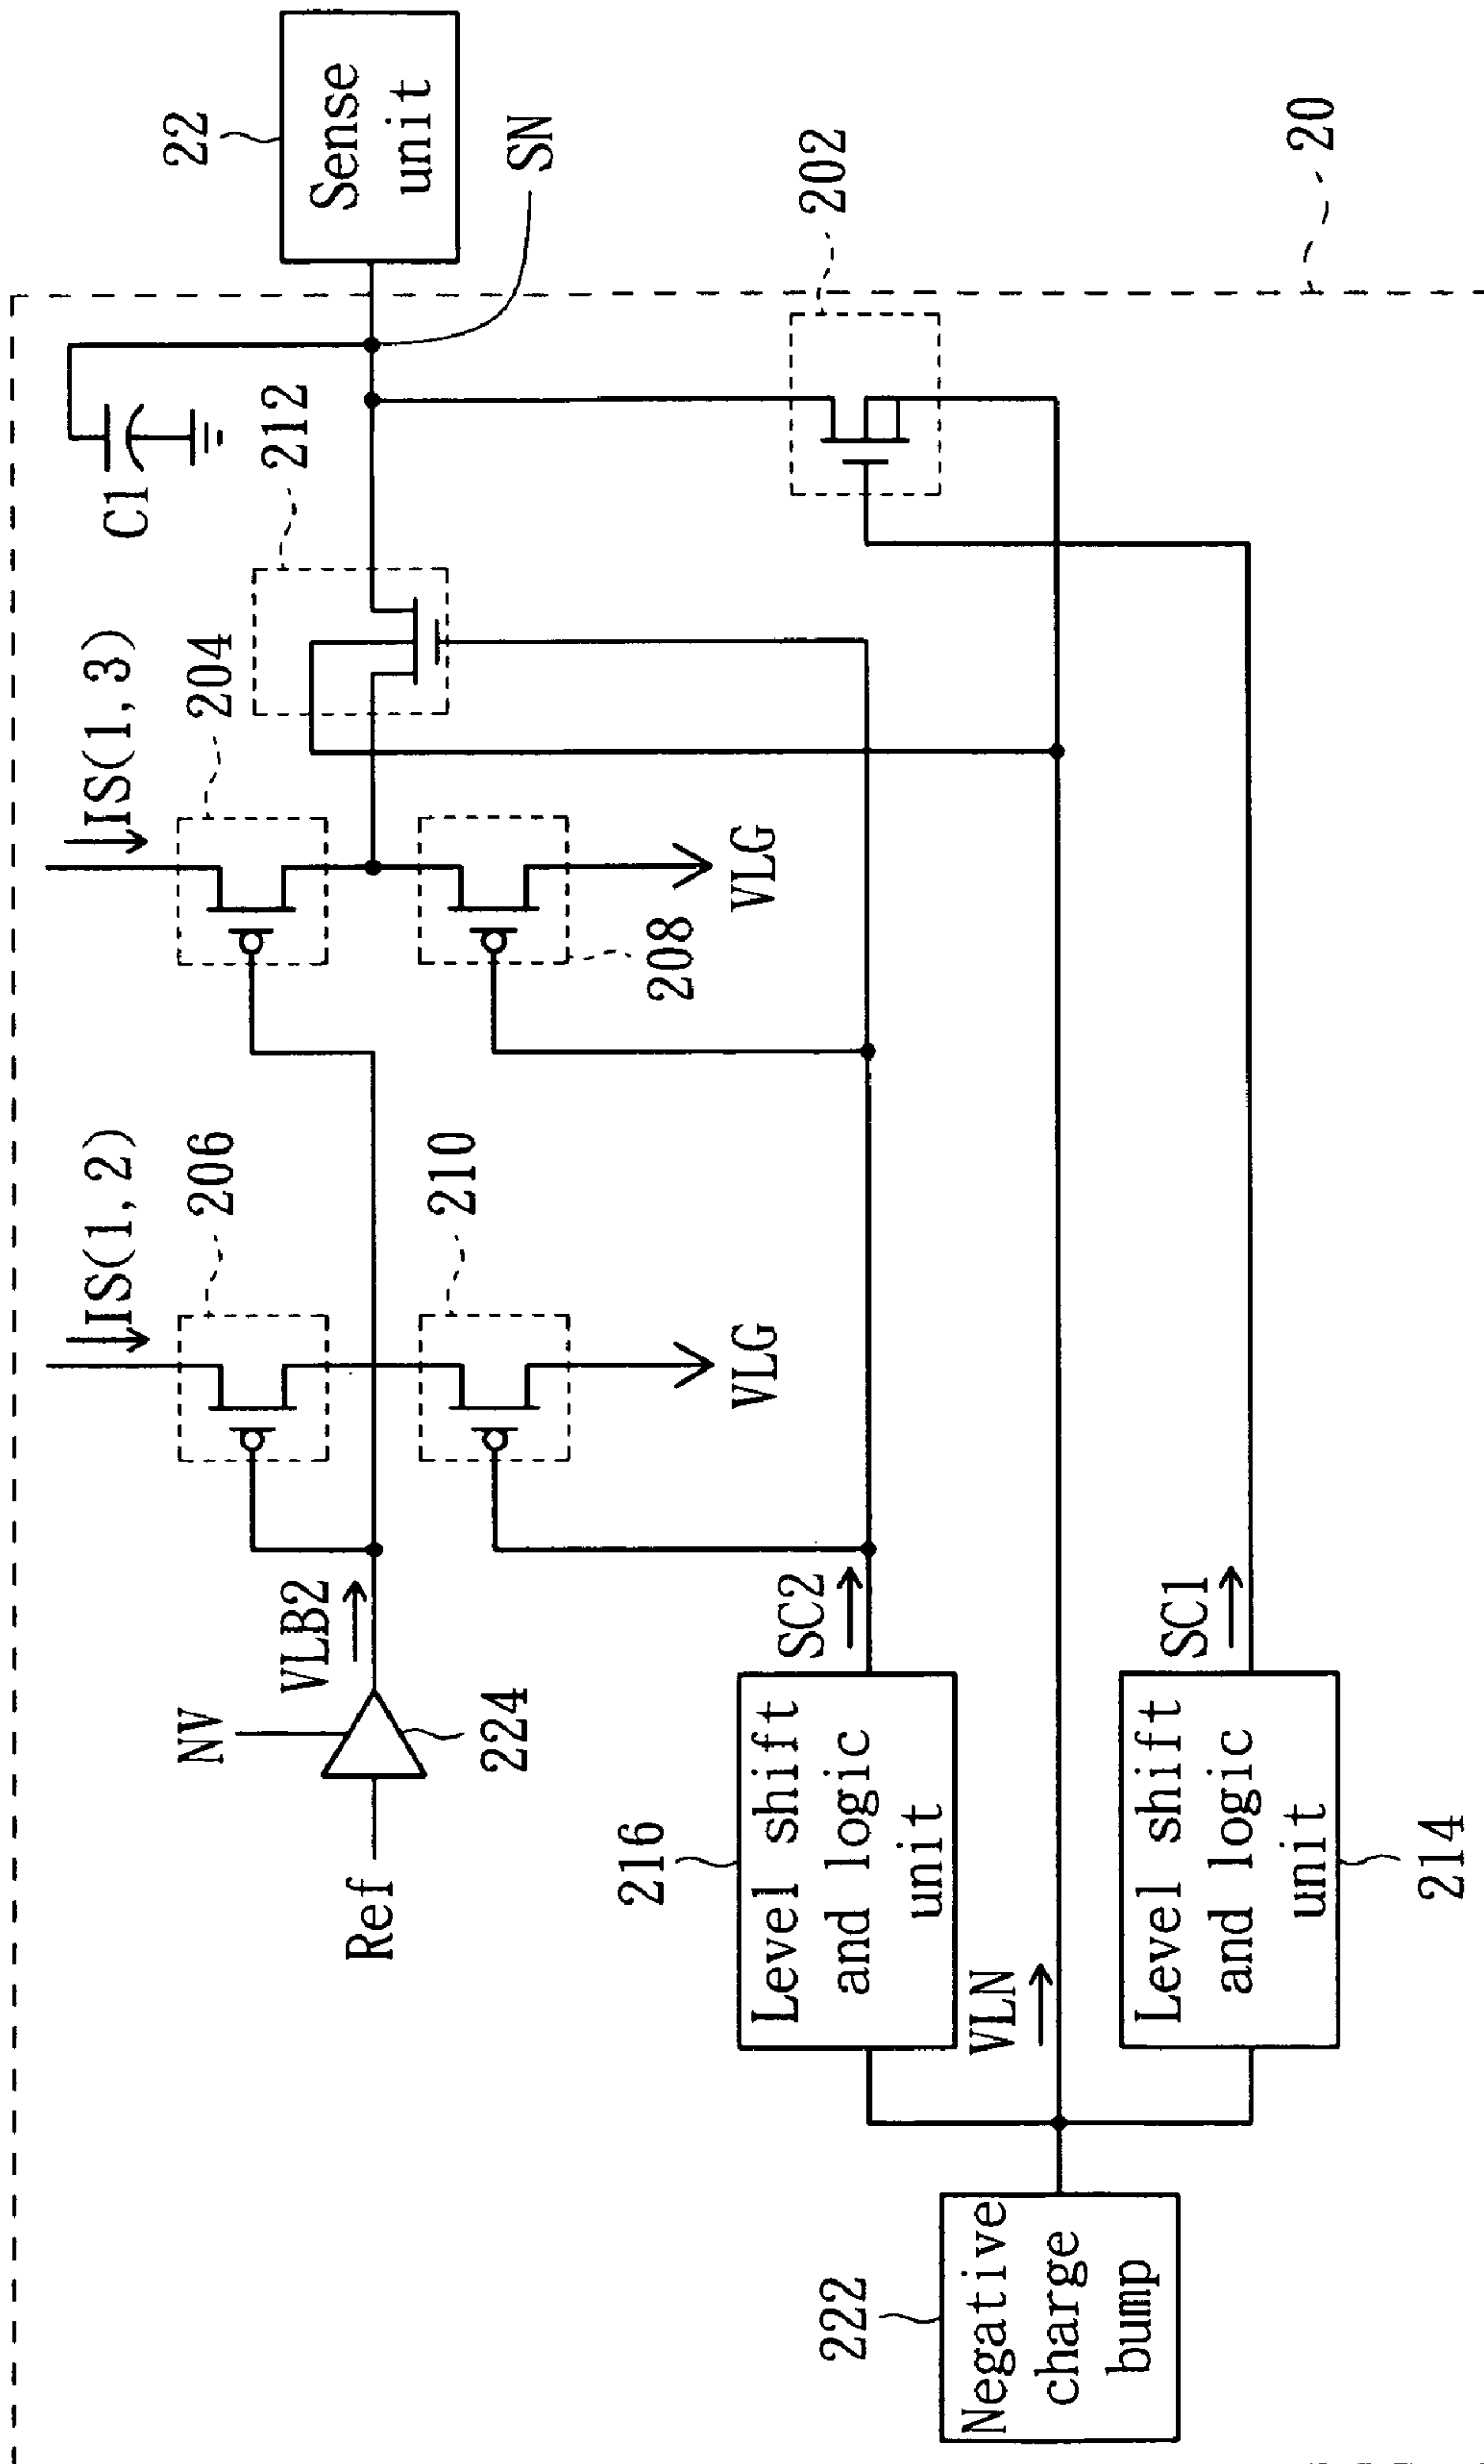 IS(1, 2)
IS(1, 3)
C1
212
22
Sense
unit
SN
206
204
NV
VLB2
Ref
224
210
208
VLG
VLG
202
216
Level shift
and logic
unit
SC2
VLN
222
Negative
charge
bump
Level shift
and logic
unit
SC1
214
20